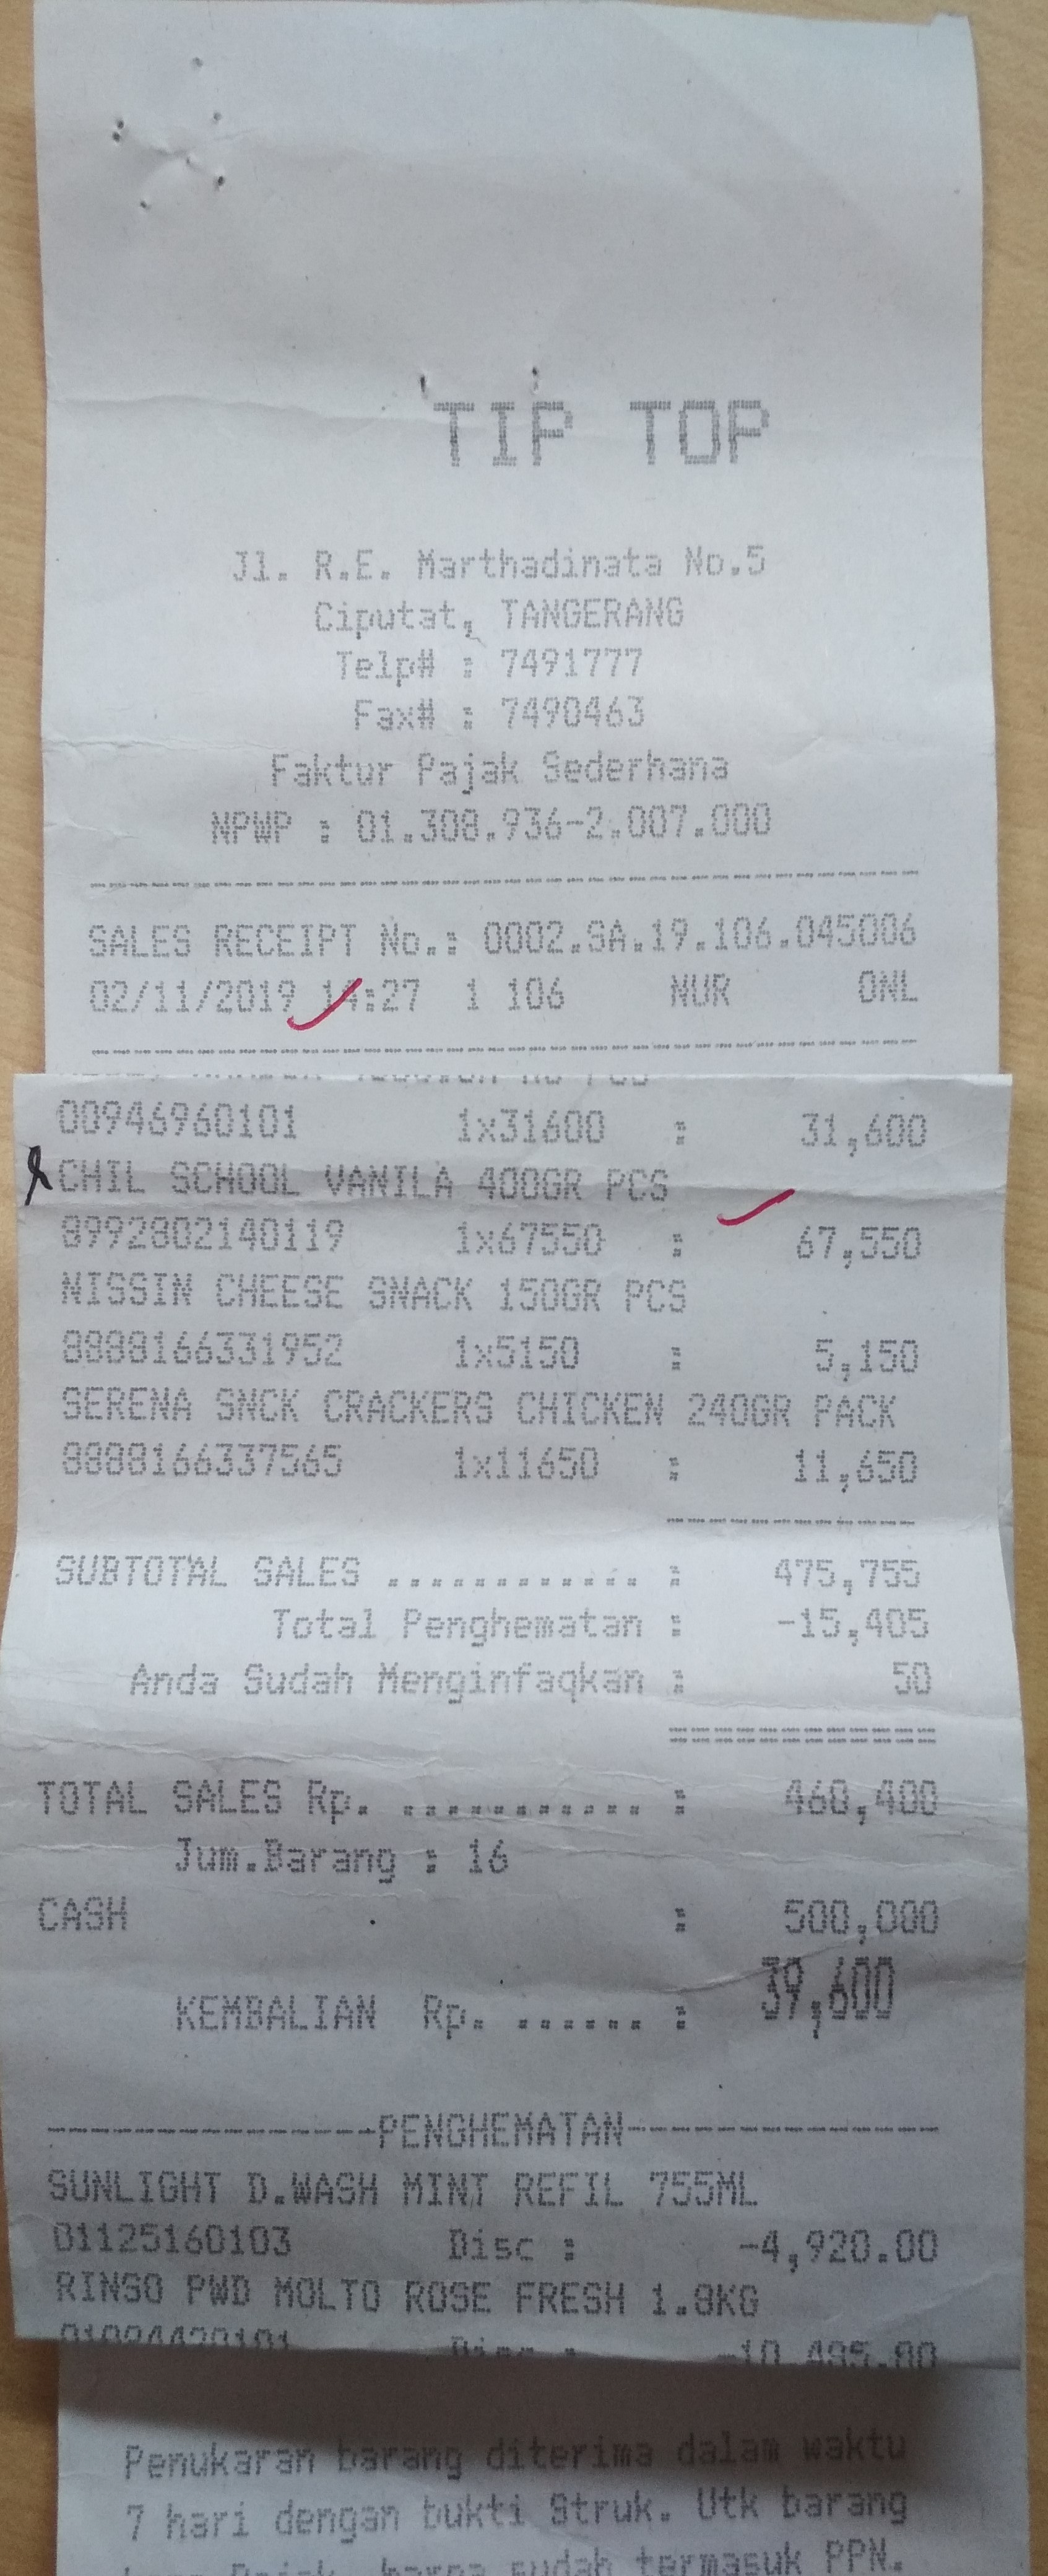 TIP TOP
Jl. R.E. Marthadinata No.5
Ciputat, TANGERANG
Telp# : 7491777
Fax# : 7490463
Faktur Pajak Sederhana
NPWP : 01.308.936-2.007.000
SALES RECEIPT No.: 0002.SA.19.106.045006
02/11/2019 14:27 1 106 NUR ONL
00946960101 1x31600 : 31,600
CHIL SCHOOL VANILA 400GR PCS
8992802140119 1x67550 : 67,550
NISSIN CHEESE SNACK 150GR PCS
8888166331952 1x5150 : 5,150
SERENA SNCK CRACKERS CHICKEN 240GR PACK
8888166337565 1x11650 : 11,650
SUBTOTAL SALES ............ : 475,755
Total Penghematan : -15,405
Anda Sudah Menginfaqkan : 50
TOTAL SALES Rp. ........... : 460,400
Jum.Barang : 16
CASH : 500,000
KEMBALIAN Rp. ...... : 39,600
PENGHEMATAN
SUNLIGHT D.WASH MINT REFIL 755ML
01125160103 Disc : -4,920.00
RINSO PWD MOLTO ROSE FRESH 1.8KG
Disc : -10,485.00
Penukaran barang diterima dalam waktu
7 hari dengan bukti Struk. Utk barang
Pajak, harga sudah termasuk PPN.